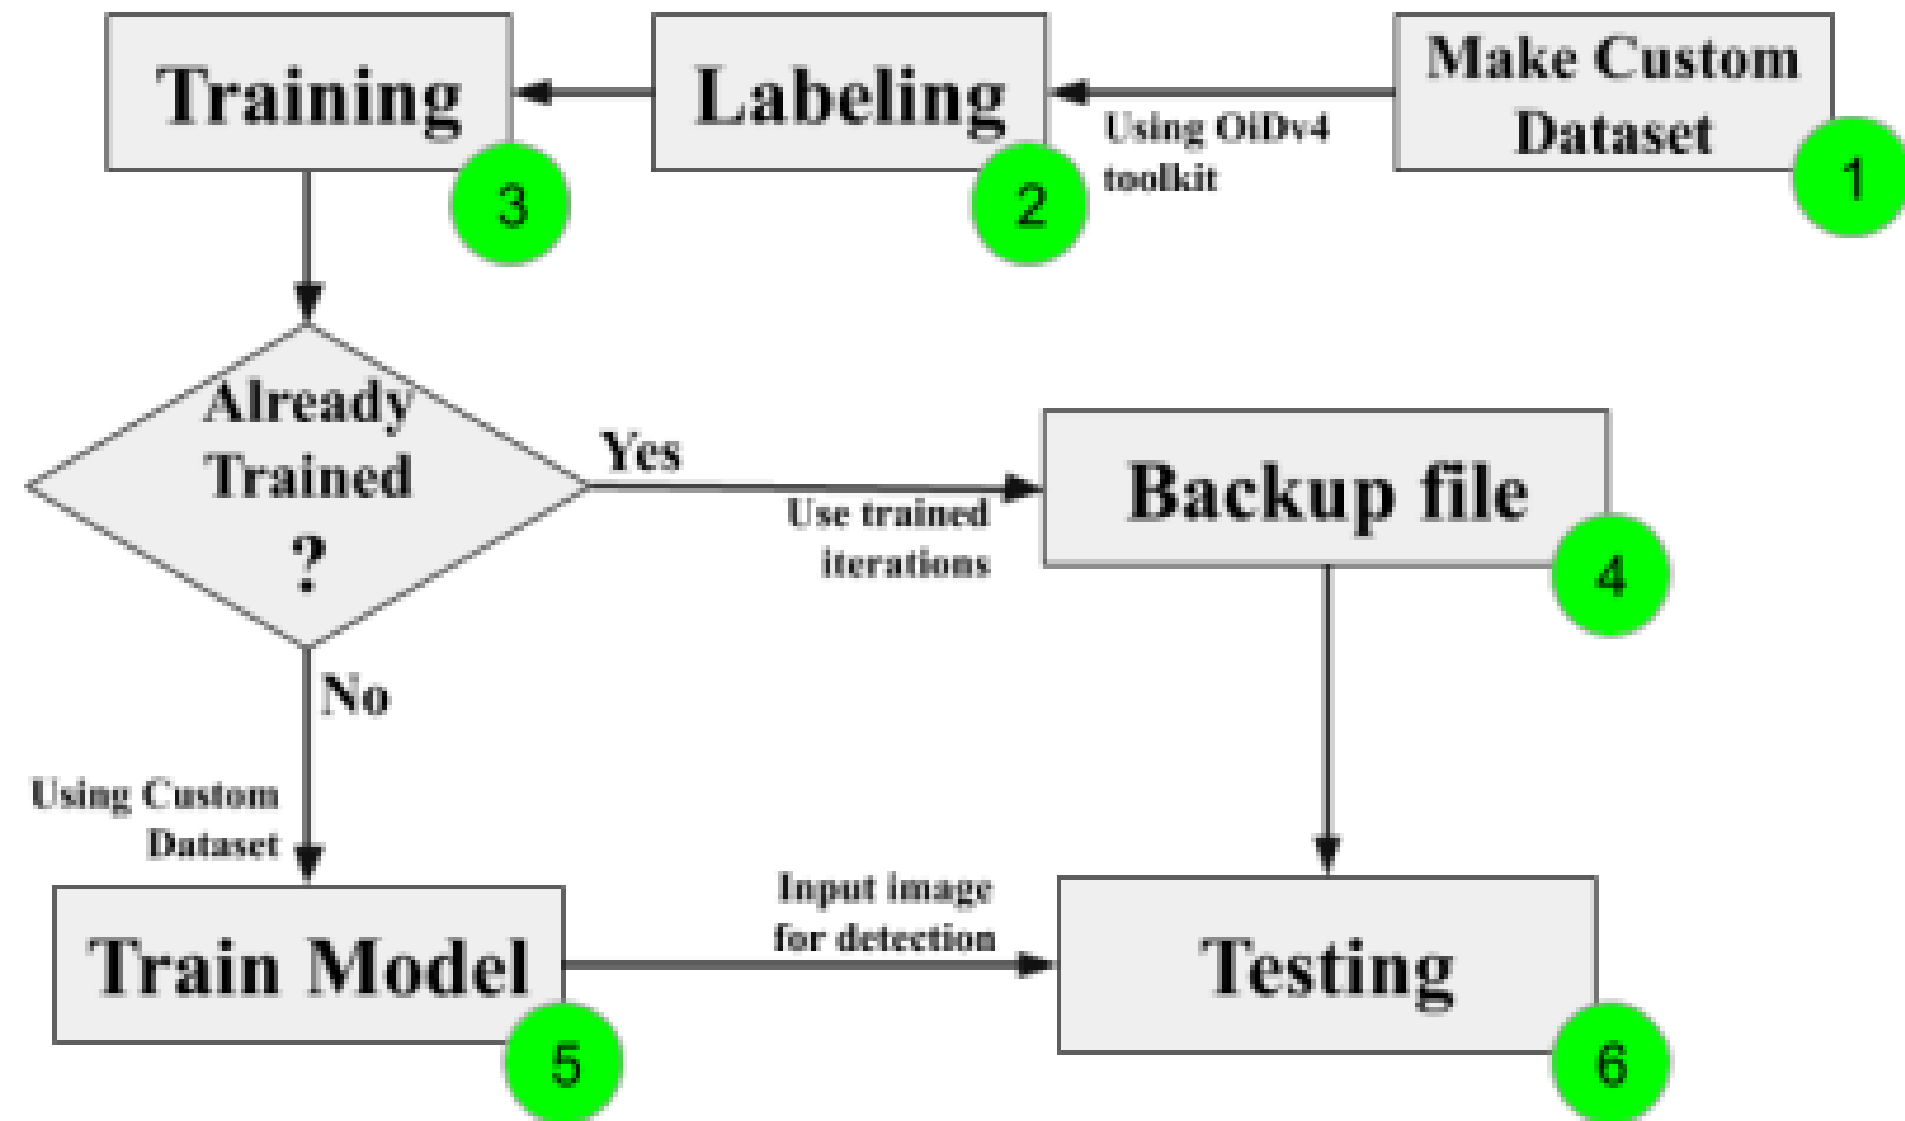 Training
3
Labeling
2
Using OiDv4
toolkit
Make Custom
Dataset
1
Already
Trained
?
Yes
Use trained
iterations
Backup file
4
No
Using Custom
Dataset
Train Model
5
Input image
for detection
Testing
6